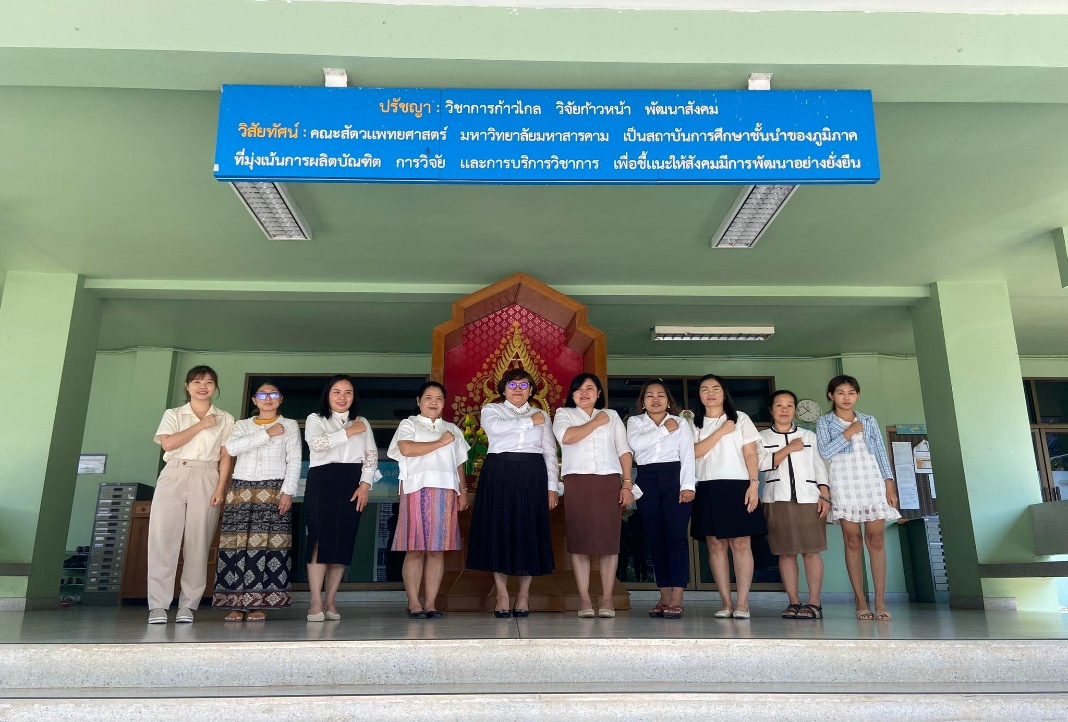 ปรัชญา : วิชาการก้าวไกล วิจัยก้าวหน้า พัฒนาสังคม
วิสัยทัศน์ : คณะสัตวแพทยศาสตร์ มหาวิทยาลัยมหาสารคาม เป็นสถาบันการศึกษาชั้นนำของภูมิภาค
ที่มุ่งเน้นการผลิตบัณฑิต การวิจัย และการบริการวิชาการ เพื่อชี้แนะให้สังคมมีการพัฒนาอย่างยั่งยืน